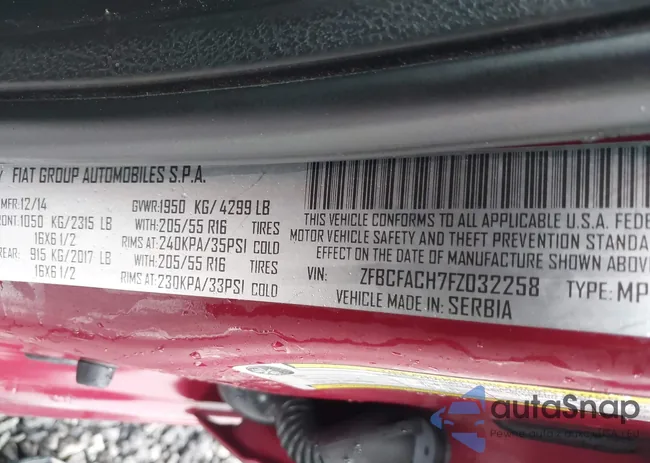 FIAT GROUP AUTOMOBILES S.P.A.
MFR:12/14 GVWR:1950 KG/ 4299 LB
FRONT:1050 KG/2315 LB WITH:205/55 R16 TIRES
16X6 1/2 RIMS AT:240KPA/35PSI COLD
REAR: 915 KG/2017 LB WITH:205/55 R16 TIRES
16X6 1/2 RIMS AT:230KPA/33PSI COLD
THIS VEHICLE CONFORMS TO ALL APPLICABLE U.S.A. FEDE
MOTOR VEHICLE SAFETY AND THEFT PREVENTION STANDA
EFFECT ON THE DATE OF MANUFACTURE SHOWN ABOVE
VIN: ZFBCFACH7FZ032258 TYPE:MP
VEHICLE MADE IN: SERBIA
autaSnap